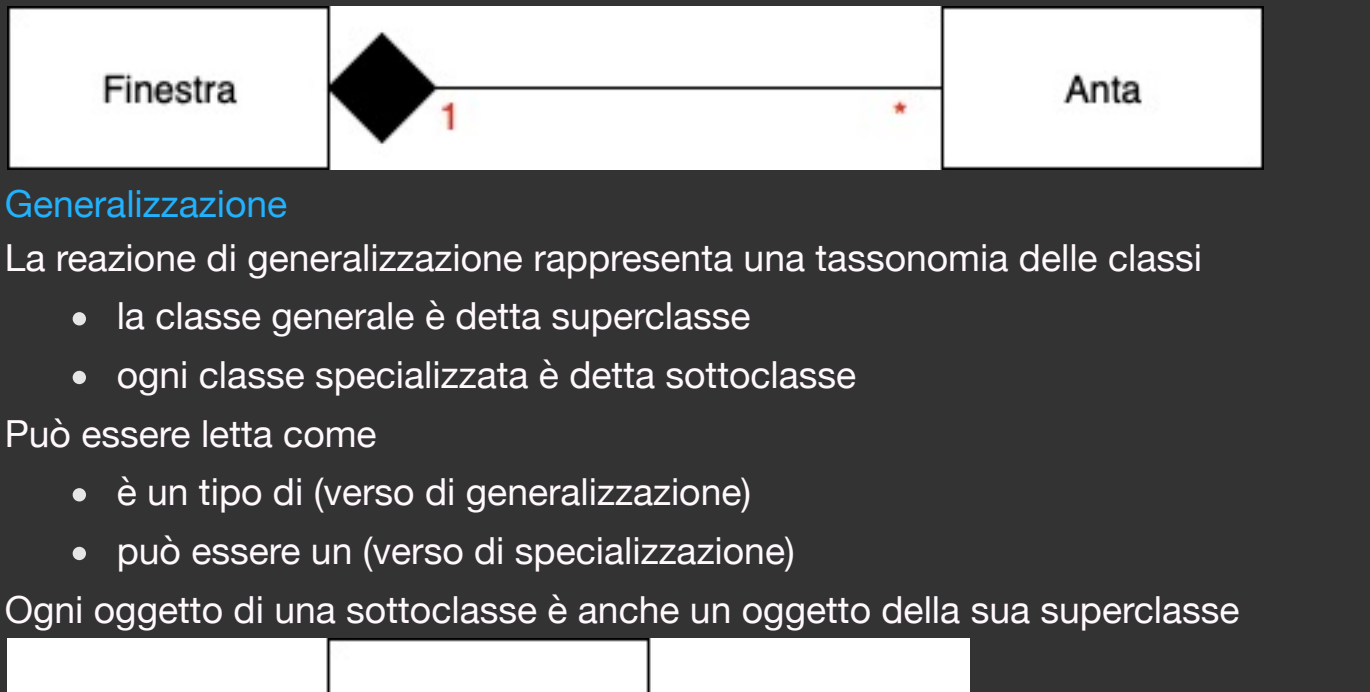 Finestra
1
*
Anta
Generalizzazione
La reazione di generalizzazione rappresenta una tassonomia delle classi
• la classe generale è detta superclasse
• ogni classe specializzata è detta sottoclasse
Può essere letta come
• è un tipo di (verso di generalizzazione)
• può essere un (verso di specializzazione)
Ogni oggetto di una sottoclasse è anche un oggetto della sua superclasse